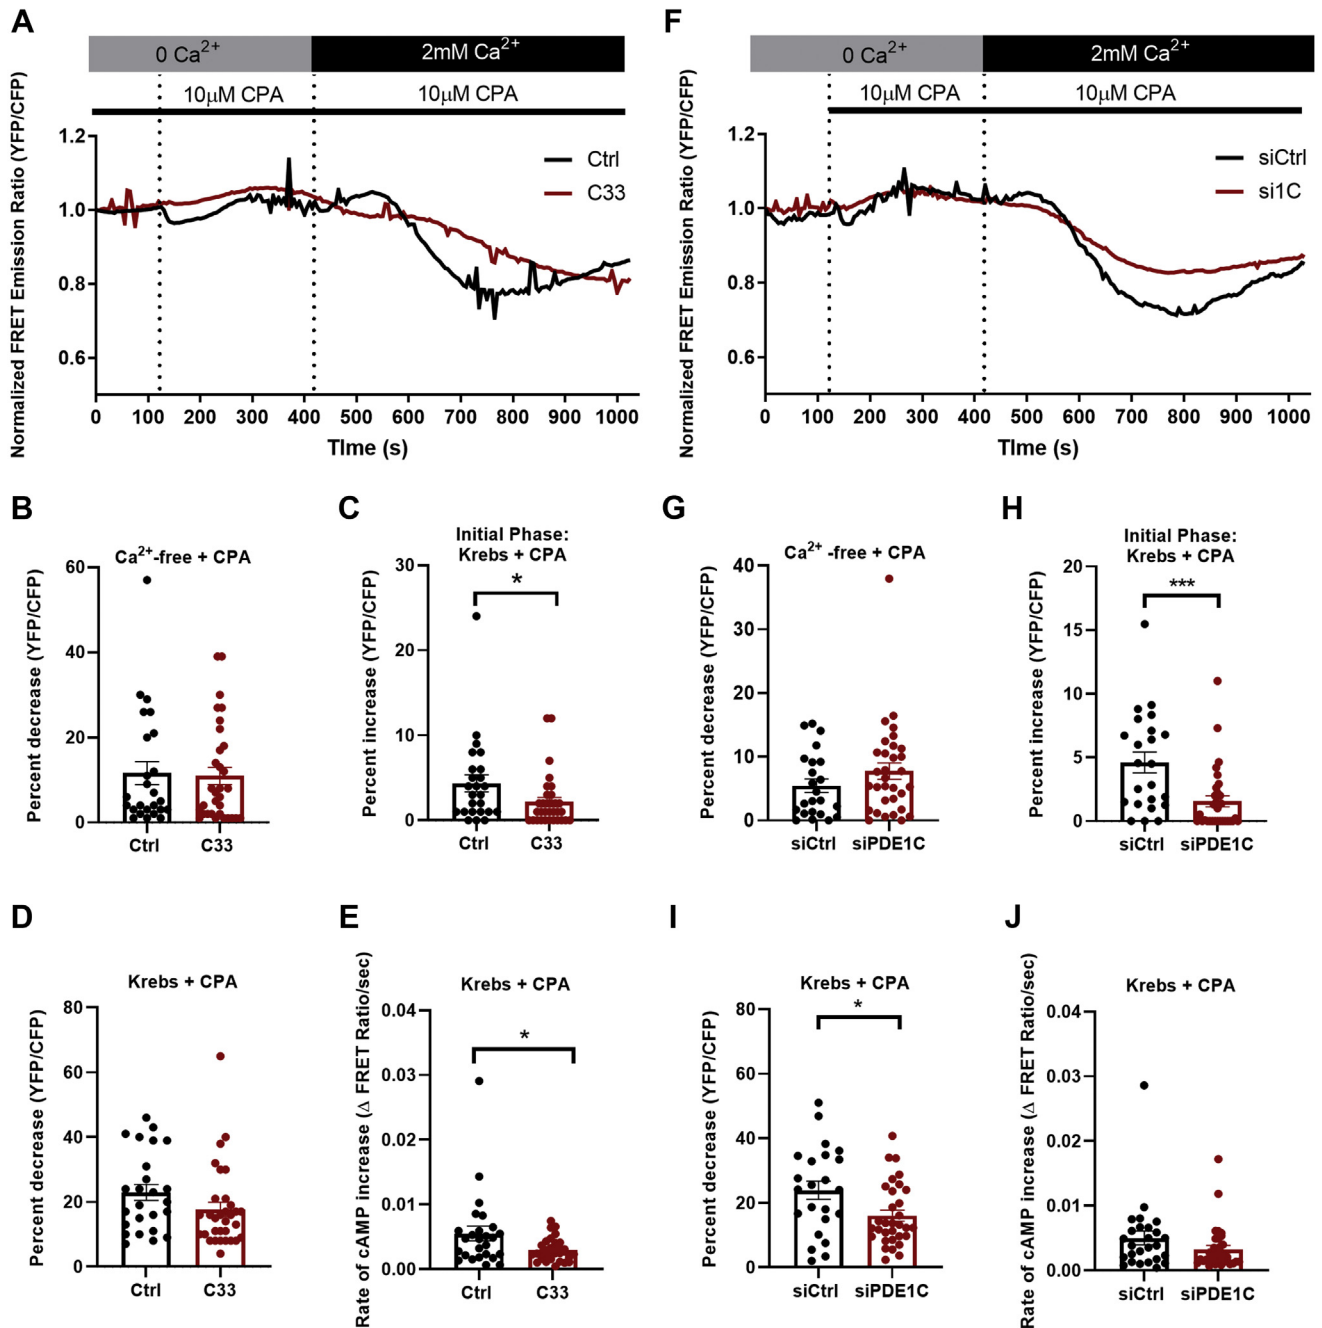 A
0 Ca²⁺
2mM Ca²⁺
10μM CPA
10μM CPA
Normalized FRET Emission Ratio (YFP/CFP)
1.2
1.0
0.8
0.6
Ctrl
C33
0 100 200 300 400 500 600 700 800 900 1000
TIme (s)
F
0 Ca²⁺
2mM Ca²⁺
10μM CPA
10μM CPA
Normalized FRET Emission Ratio (YFP/CFP)
1.2
1.0
0.8
0.6
siCtrl
si1C
0 100 200 300 400 500 600 700 800 900 1000
TIme (s)
B
Ca²⁺-free + CPA
Percent decrease (YFP/CFP)
60
40
20
0
Ctrl C33
C
Initial Phase:
Krebs + CPA
Percent increase (YFP/CFP)
30
20
10
0
*
Ctrl C33
G
Ca²⁺ -free + CPA
Percent decrease (YFP/CFP)
40
30
20
10
0
siCtrl siPDE1C
H
Initial Phase:
Krebs + CPA
Percent increase (YFP/CFP)
20
15
10
5
0
***
siCtrl siPDE1C
D
Krebs + CPA
Percent decrease (YFP/CFP)
80
60
40
20
0
Ctrl C33
E
Krebs + CPA
Rate of cAMP increase (Δ FRET Ratio/sec)
0.04
0.03
0.02
0.01
0.00
*
Ctrl C33
I
Krebs + CPA
Percent decrease (YFP/CFP)
80
60
40
20
0
*
siCtrl siPDE1C
J
Krebs + CPA
Rate of cAMP increase (Δ FRET Ratio/sec)
0.04
0.03
0.02
0.01
0.00
siCtrl siPDE1C